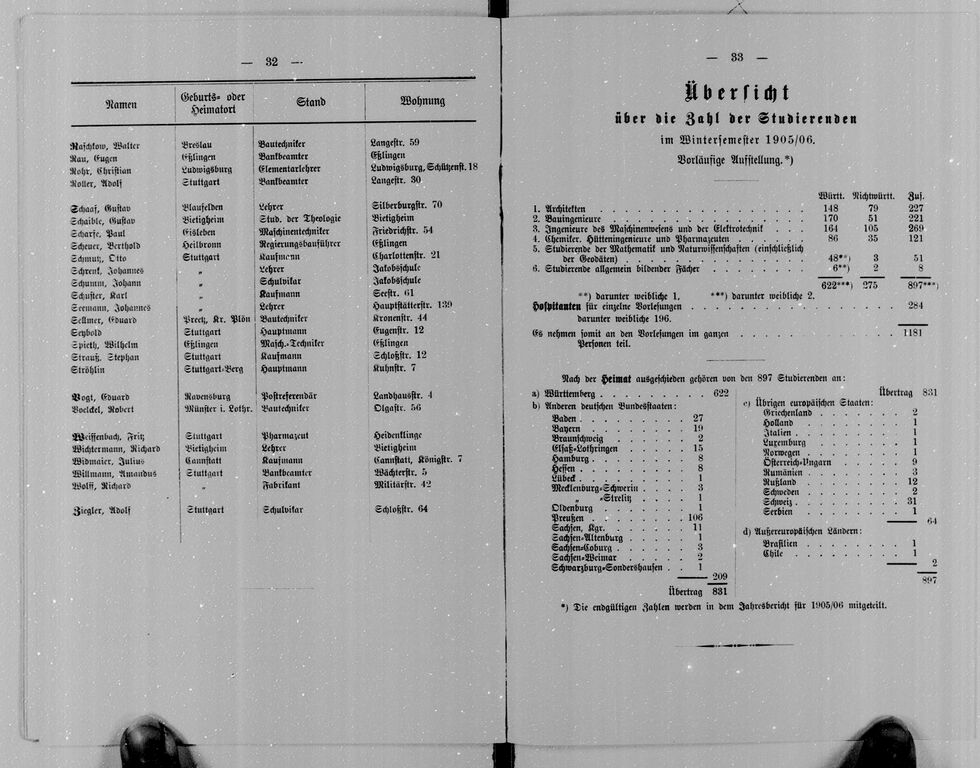 — 32 —
Namen Geburts- oder Heimatort Stand Wohnung
Raschkow, Walter Breslau Bautechniker Langestr. 59
Rau, Eugen Eßlingen Bankbeamter Eßlingen
Rohr, Christian Ludwigsburg Elementarlehrer Ludwigsburg, Schützenst. 18
Roller, Adolf Stuttgart Bankbeamter Langestr. 30
Schaaf, Gustav Blaufelden Lehrer Silberburgstr. 70
Schaible, Gustav Bietigheim Stud. der Theologie Bietigheim
Scharfe, Paul Eisleben Maschinentechniker Friedrichstr. 54
Scheuer, Berthold Heilbronn Regierungsbauführer Eßlingen
Schmutz, Otto Stuttgart Kaufmann Charlottenstr. 21
Schrenk, Johannes „ Lehrer Jakobschule
Schumm, Johann „ Schulvikar Jakobschule
Schuster, Karl „ Kaufmann Seestr. 61
Seemann, Johannes „ Lehrer Hauptstätterstr. 139
Sellmer, Eduard Preetz, Kr. Plön Bautechniker Kronenstr. 44
Seybold Stuttgart Hauptmann Eugenstr. 12
Spieth, Wilhelm Eßlingen Masch.-Techniker Eßlingen
Strauß, Stephan Stuttgart Kaufmann Schloßstr. 12
Ströhlin Stuttgart-Berg Hauptmann Kuhnstr. 7
Vogt, Eduard Ravensburg Postreferendär Landhausstr. 4
Voelckel, Robert Münster i. Lothr. Bautechniker Olgastr. 56
Weissenbach, Fritz Stuttgart Pharmazeut Heidenklinge
Wichtermann, Richard Bietigheim Lehrer Bietigheim
Widmaier, Julius Cannstatt Kaufmann Cannstatt, Königstr. 7
Willmann, Amandus Stuttgart Bankbeamter Wächterstr. 5
Wolff, Richard „ Fabrikant Militärstr. 42
Ziegler, Adolf Stuttgart Schulvikar Schloßstr. 64
— 33 —
Übersicht
über die Zahl der Studierenden
im Wintersemester 1905/06.
Vorläufige Aufstellung.*)
Württ. Nichtwürtt. Zus.
1. Architekten 148 79 227
2. Bauingenieure 170 51 221
3. Ingenieure des Maschinenwesens und der Elektrotechnik 164 105 269
4. Chemiker, Hütteningenieure und Pharmazeuten 86 35 121
5. Studierende der Mathematik und Naturwissenschaften (einschließlich
der Geodäten) 48**) 3 51
6. Studierende allgemein bildender Fächer 6**) 2 8
622***) 275 897***)
**) darunter weibliche 1. ***) darunter weibliche 2.
Hospitanten für einzelne Vorlesungen 284
darunter weibliche 196.
Es nehmen somit an den Vorlesungen im ganzen 1181
Personen teil.
Nach der Heimat ausgeschieden gehören von den 897 Studierenden an:
a) Württemberg 622
b) Anderen deutschen Bundesstaaten:
Baden 27
Bayern 19
Braunschweig 2
Elsaß-Lothringen 15
Hamburg 8
Hessen 8
Lübeck 1
Mecklenburg-Schwerin 3
„ -Strelitz 1
Oldenburg 1
Preußen 106
Sachsen, Kgr. 11
Sachsen-Altenburg 1
Sachsen-Coburg 3
Sachsen-Weimar 2
Schwarzburg-Sondershausen 1
209
Übertrag 831
Übertrag 831
c) Übrigen europäischen Staaten:
Griechenland 2
Holland 1
Italien 1
Luxemburg 1
Norwegen 1
Österreich-Ungarn 9
Rumänien 3
Rußland 12
Schweden 2
Schweiz 31
Serbien 1
64
d) Außereuropäischen Ländern:
Brasilien 1
Chile 1
2
897
*) Die endgültigen Zahlen werden in dem Jahresbericht für 1905/06 mitgeteilt.